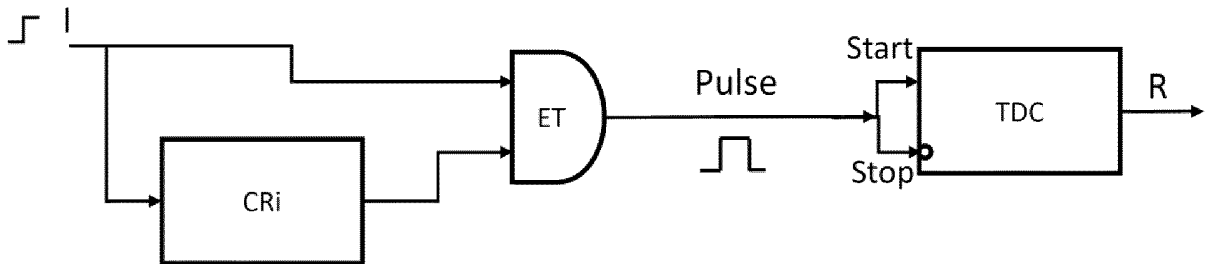 I
Start
Pulse
R
ET
TDC
Stop
CRi